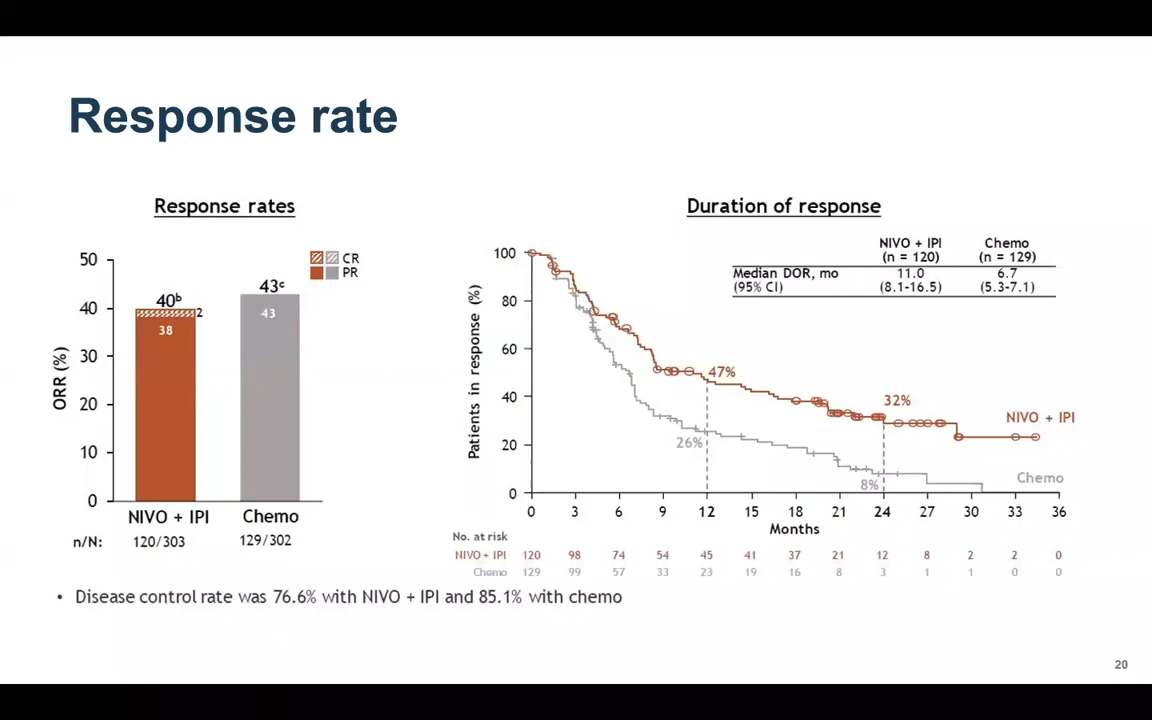 Response rate
Response rates
ORR (%)
50
40
30
20
10
0
CR
PR
40ᵇ
2
38
43ᶜ
43
NIVO + IPI Chemo
n/N: 120/303 129/302
Duration of response
NIVO + IPI Chemo
(n = 120) (n = 129)
Median DOR, mo 11.0 6.7
(95% CI) (8.1-16.5) (5.3-7.1)
Patients in response (%)
100
80
60
40
20
0
47%
32%
26%
8%
NIVO + IPI
Chemo
0 3 6 9 12 15 18 21 24 27 30 33 36
Months
No. at risk
NIVO + IPI 120 98 74 54 45 41 37 21 12 8 2 2 0
Chemo 129 99 57 33 23 19 16 8 3 1 1 0 0
• Disease control rate was 76.6% with NIVO + IPI and 85.1% with chemo
20